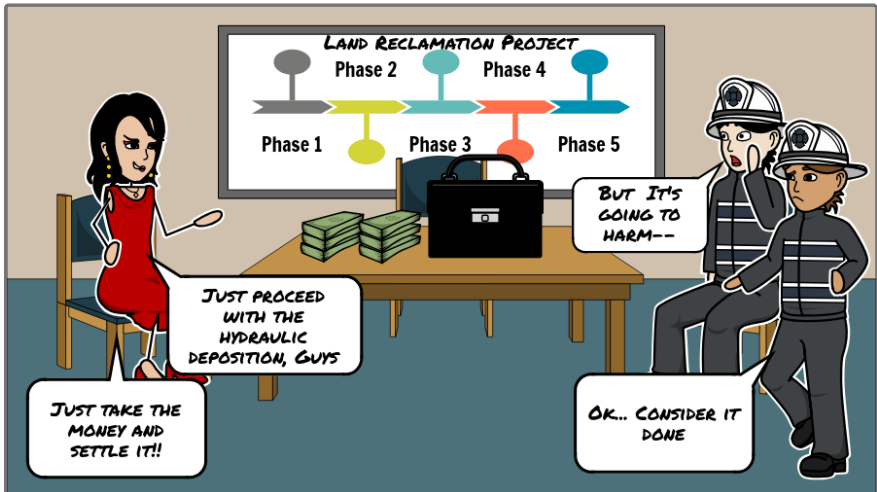 LAND RECLAMATION PROJECT
Phase 2
Phase 4
Phase 1
Phase 3
Phase 5
BUT IT'S
GOING TO
HARM--
JUST PROCEED
WITH THE
HYDRAULIC
DEPOSITION, GUYS
JUST TAKE THE
MONEY AND
SETTLE IT!!
OK... CONSIDER IT
DONE